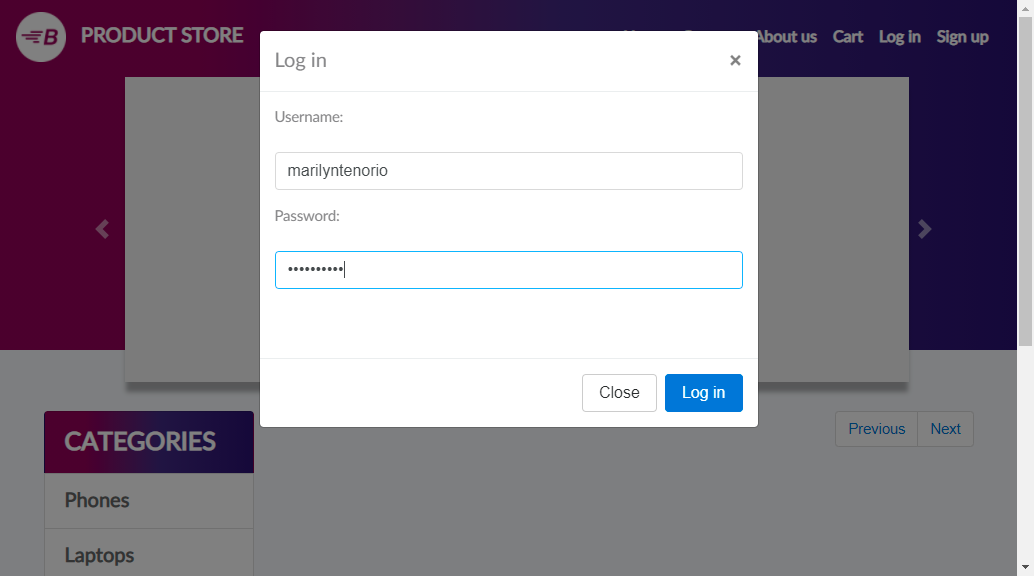 B PRODUCT STORE
About us Cart Log in Sign up
Log in ×
Username:
marilyntenorio
Password:
••••••••••
Close Log in
CATEGORIES
Previous Next
Phones
Laptops